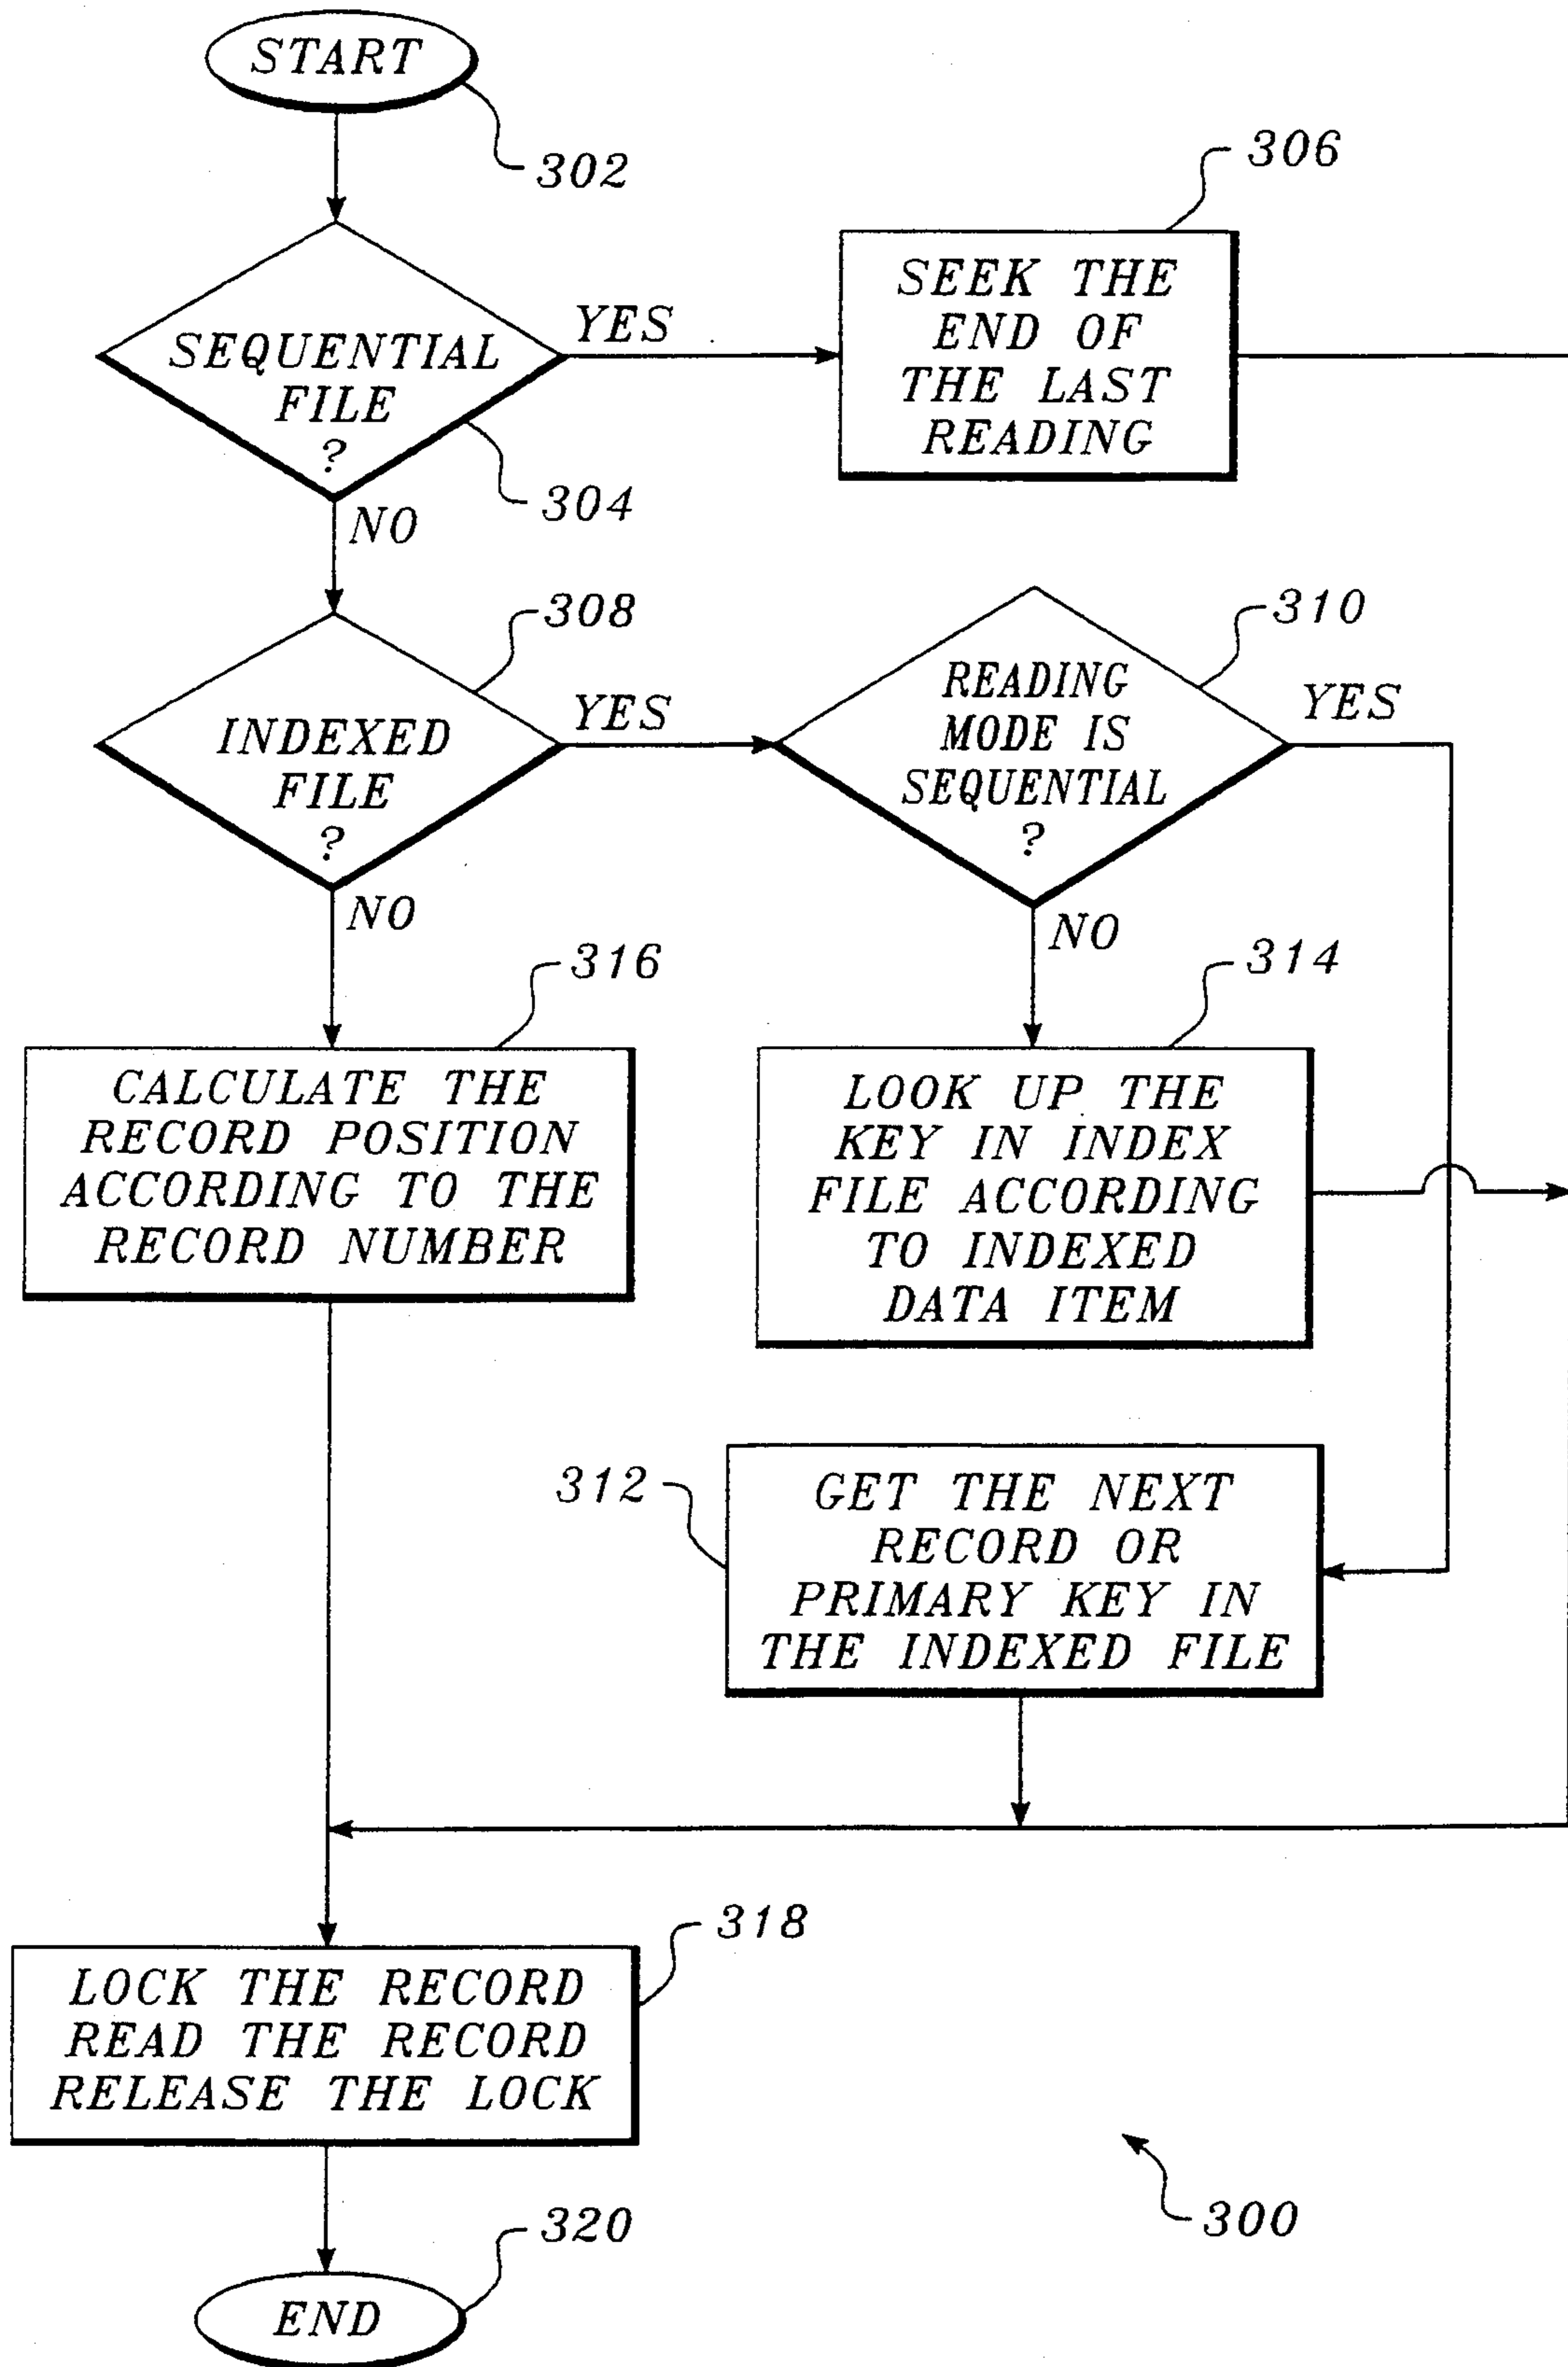 START
302
306
SEEK THE
END OF
THE LAST
READING
YES
SEQUENTIAL
FILE
?
304
NO
308
310
INDEXED
FILE
?
YES
READING
MODE IS
SEQUENTIAL
?
YES
NO
NO
316
314
CALCULATE THE
RECORD POSITION
ACCORDING TO THE
RECORD NUMBER
LOOK UP THE
KEY IN INDEX
FILE ACCORDING
TO INDEXED
DATA ITEM
312
GET THE NEXT
RECORD OR
PRIMARY KEY IN
THE INDEXED FILE
318
LOCK THE RECORD
READ THE RECORD
RELEASE THE LOCK
300
320
END